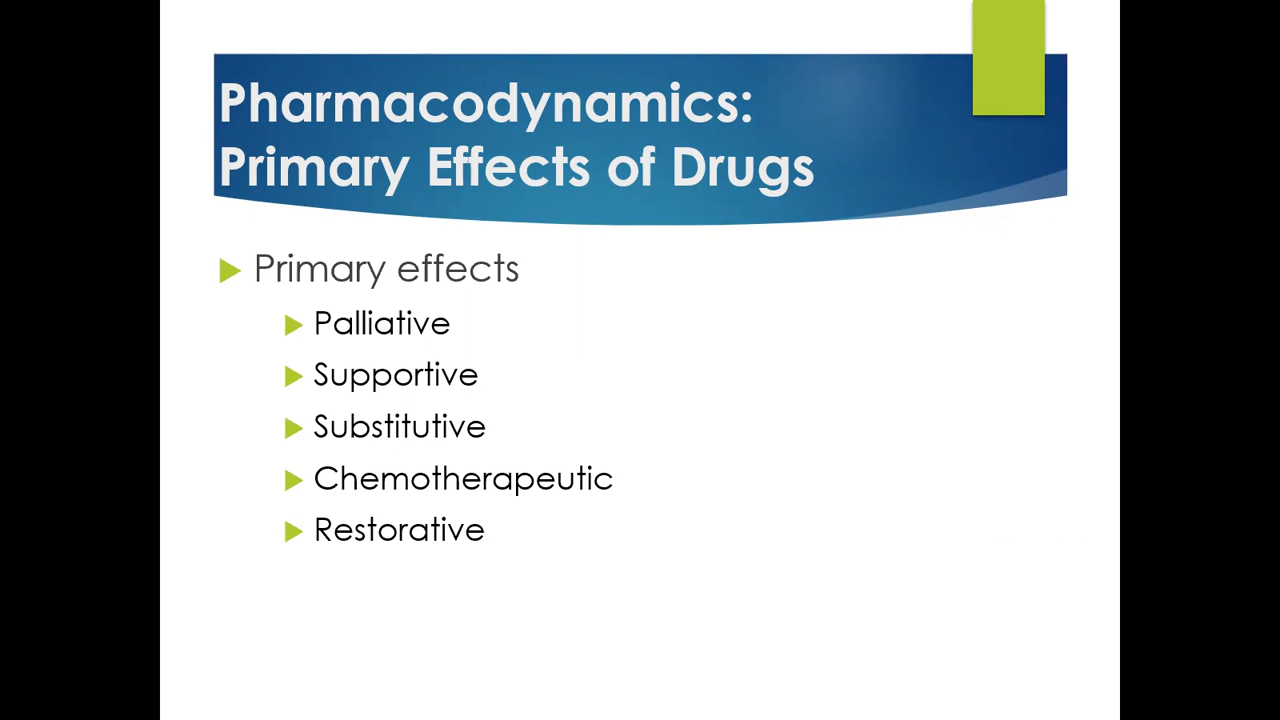 Pharmacodynamics:
Primary Effects of Drugs
Primary effects
Palliative
Supportive
Substitutive
Chemotherapeutic
Restorative